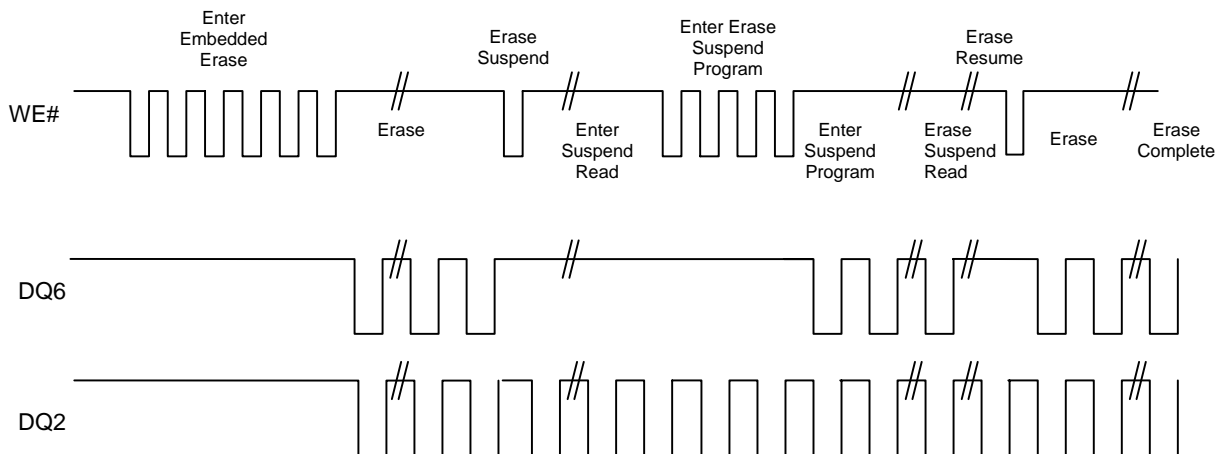 Enter
Embedded
Erase
Erase
Suspend
Enter Erase
Suspend
Program
Erase
Resume
WE#
Erase
Enter
Suspend
Read
Enter
Suspend
Program
Erase
Suspend
Read
Erase
Erase
Complete
DQ6
DQ2